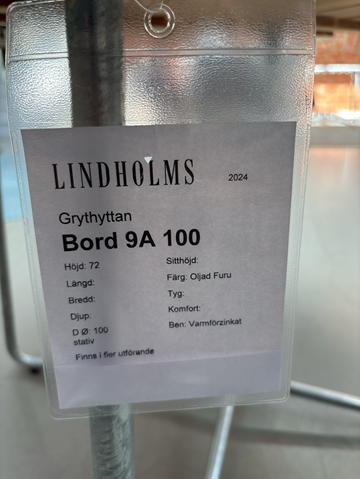 LINDHOLMS 2024
Grythyttan
Bord 9A 100
Höjd: 72 Sitthöjd:
Längd: Färg: Oljad Furu
Bredd: Tyg:
Djup: Komfort:
D Ø: 100 Ben: Varmförzinkat
stativ
Finns i fler utförande